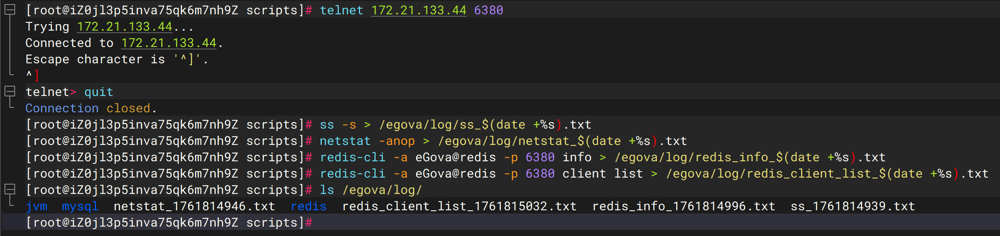 [root@iZ0jl3p5inva75qk6m7nh9Z scripts]# telnet 172.21.133.44 6380
Trying 172.21.133.44...
Connected to 172.21.133.44.
Escape character is '^]'.
^]
telnet> quit
Connection closed.
[root@iZ0jl3p5inva75qk6m7nh9Z scripts]# ss -s > /egova/log/ss_$(date +%s).txt
[root@iZ0jl3p5inva75qk6m7nh9Z scripts]# netstat -anop > /egova/log/netstat_$(date +%s).txt
[root@iZ0jl3p5inva75qk6m7nh9Z scripts]# redis-cli -a eGova@redis -p 6380 info > /egova/log/redis_info_$(date +%s).txt
[root@iZ0jl3p5inva75qk6m7nh9Z scripts]# redis-cli -a eGova@redis -p 6380 client list > /egova/log/redis_client_list_$(date +%s).txt
[root@iZ0jl3p5inva75qk6m7nh9Z scripts]# ls /egova/log/
jvm  mysql  netstat_1761814946.txt  redis  redis_client_list_1761815032.txt  redis_info_1761814996.txt  ss_1761814939.txt
[root@iZ0jl3p5inva75qk6m7nh9Z scripts]#